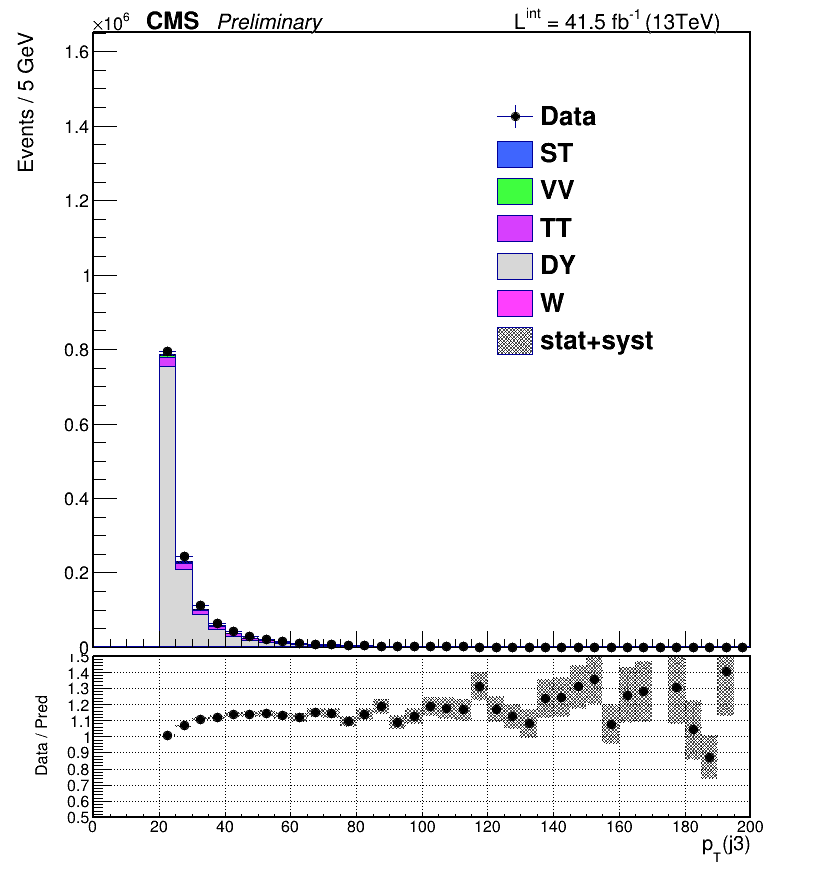 ×10⁶ CMS Preliminary Lⁱⁿᵗ = 41.5 fb⁻¹ (13TeV)
Events / 5 GeV
1.6
1.4
1.2
1
0.8
0.6
0.4
0.2
0
Data
ST
VV
TT
DY
W
stat+syst
Data / Pred
1.5
1.4
1.3
1.2
1.1
1
0.9
0.8
0.7
0.6
0.5
0 20 40 60 80 100 120 140 160 180 200
p_T(j3)